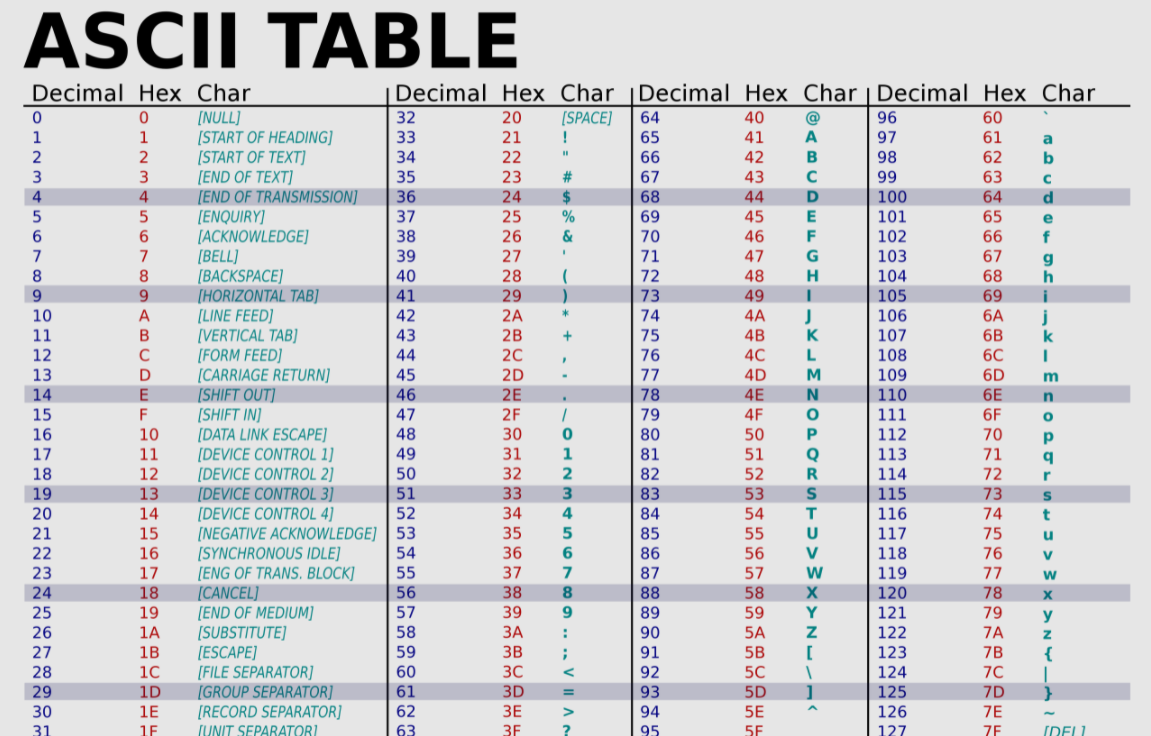 ASCII TABLE
Decimal Hex Char Decimal Hex Char Decimal Hex Char Decimal Hex Char
0 0 [NULL] 32 20 [SPACE] 64 40 @ 96 60 `
1 1 [START OF HEADING] 33 21 ! 65 41 A 97 61 a
2 2 [START OF TEXT] 34 22 " 66 42 B 98 62 b
3 3 [END OF TEXT] 35 23 # 67 43 C 99 63 c
4 4 [END OF TRANSMISSION] 36 24 $ 68 44 D 100 64 d
5 5 [ENQUIRY] 37 25 % 69 45 E 101 65 e
6 6 [ACKNOWLEDGE] 38 26 & 70 46 F 102 66 f
7 7 [BELL] 39 27 ' 71 47 G 103 67 g
8 8 [BACKSPACE] 40 28 ( 72 48 H 104 68 h
9 9 [HORIZONTAL TAB] 41 29 ) 73 49 I 105 69 i
10 A [LINE FEED] 42 2A * 74 4A J 106 6A j
11 B [VERTICAL TAB] 43 2B + 75 4B K 107 6B k
12 C [FORM FEED] 44 2C , 76 4C L 108 6C l
13 D [CARRIAGE RETURN] 45 2D - 77 4D M 109 6D m
14 E [SHIFT OUT] 46 2E . 78 4E N 110 6E n
15 F [SHIFT IN] 47 2F / 79 4F O 111 6F o
16 10 [DATA LINK ESCAPE] 48 30 0 80 50 P 112 70 p
17 11 [DEVICE CONTROL 1] 49 31 1 81 51 Q 113 71 q
18 12 [DEVICE CONTROL 2] 50 32 2 82 52 R 114 72 r
19 13 [DEVICE CONTROL 3] 51 33 3 83 53 S 115 73 s
20 14 [DEVICE CONTROL 4] 52 34 4 84 54 T 116 74 t
21 15 [NEGATIVE ACKNOWLEDGE] 53 35 5 85 55 U 117 75 u
22 16 [SYNCHRONOUS IDLE] 54 36 6 86 56 V 118 76 v
23 17 [ENG OF TRANS. BLOCK] 55 37 7 87 57 W 119 77 w
24 18 [CANCEL] 56 38 8 88 58 X 120 78 x
25 19 [END OF MEDIUM] 57 39 9 89 59 Y 121 79 y
26 1A [SUBSTITUTE] 58 3A : 90 5A Z 122 7A z
27 1B [ESCAPE] 59 3B ; 91 5B [ 123 7B {
28 1C [FILE SEPARATOR] 60 3C < 92 5C \ 124 7C |
29 1D [GROUP SEPARATOR] 61 3D = 93 5D ] 125 7D }
30 1E [RECORD SEPARATOR] 62 3E > 94 5E ^ 126 7E ~
31 1F [UNIT SEPARATOR] 63 3F ? 95 5F 127 7F [DEL]